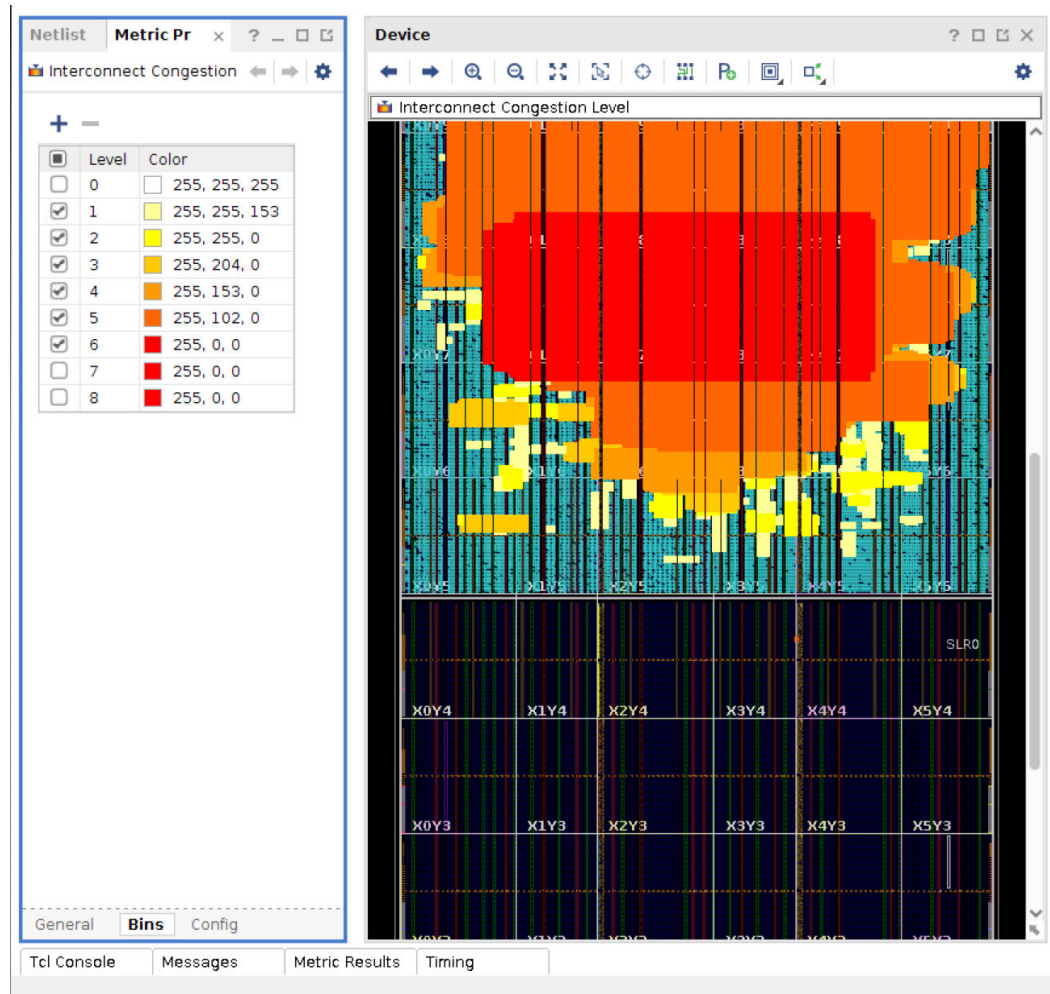 Netlist Metric Pr × ?
Interconnect Congestion
Level Color
0 255, 255, 255
1 255, 255, 153
2 255, 255, 0
3 255, 204, 0
4 255, 153, 0
5 255, 102, 0
6 255, 0, 0
7 255, 0, 0
8 255, 0, 0
General Bins Config
Device ?
Interconnect Congestion Level
X0Y5 X1Y5 X2Y5 X3Y5 X4Y5 X5Y5
SLR0
X0Y4 X1Y4 X2Y4 X3Y4 X4Y4 X5Y4
X0Y3 X1Y3 X2Y3 X3Y3 X4Y3 X5Y3
Tcl Console Messages Metric Results Timing